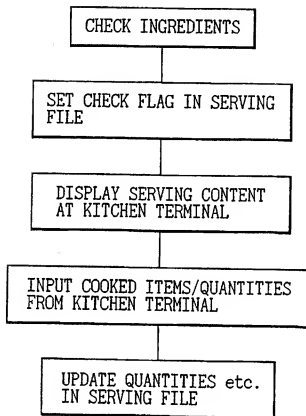 CHECK INGREDIENTS
SET CHECK FLAG IN SERVING
FILE
DISPLAY SERVING CONTENT
AT KITCHEN TERMINAL
INPUT COOKED ITEMS/QUANTITIES
FROM KITCHEN TERMINAL
UPDATE QUANTITIES etc.
IN SERVING FILE